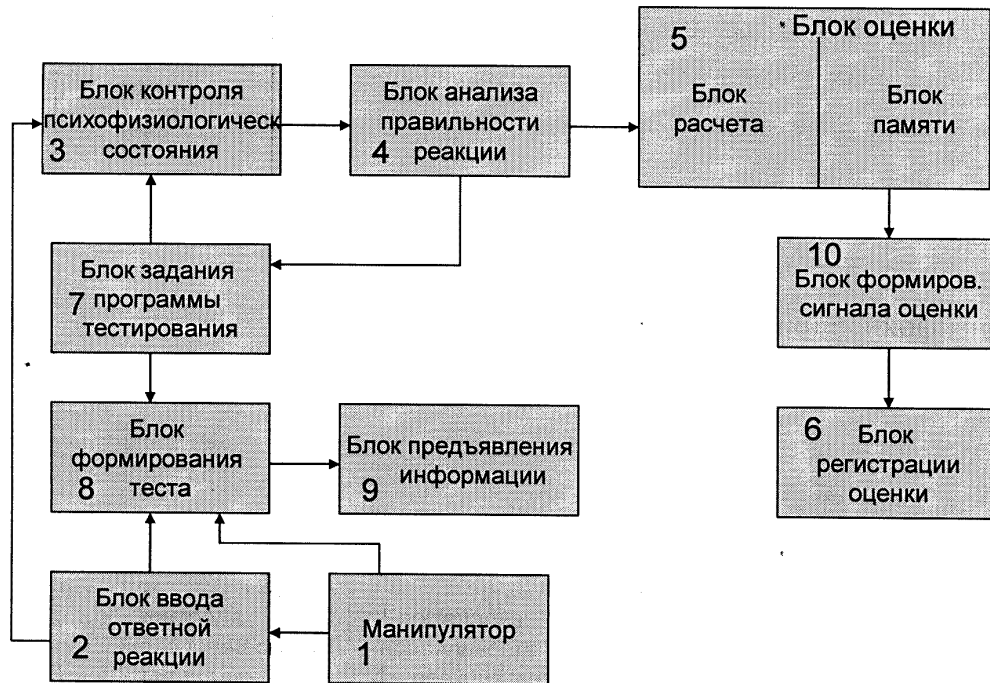 5
Блок оценки
Блок
расчета
Блок
памяти
Блок контроля
психофизиологическ
3
состояния
Блок анализа
правильности
4
реакции
Блок задания
7
программы
тестирования
10
Блок формиров.
сигнала оценки
Блок
формирования
8
теста
Блок предъявления
информации
9
6
Блок
регистрации
оценки
Блок ввода
ответной
2
реакции
Манипулятор
1